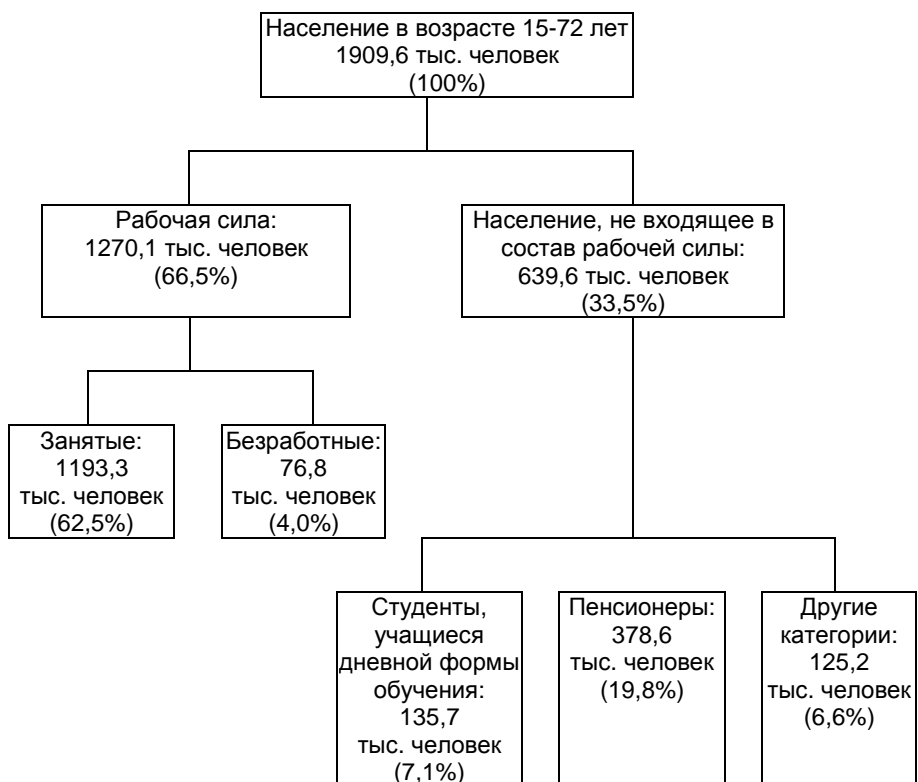 Население в возрасте 15-72 лет
1909,6 тыс. человек
(100%)
Рабочая сила:
1270,1 тыс. человек
(66,5%)
Население, не входящее в
состав рабочей силы:
639,6 тыс. человек
(33,5%)
Занятые:
1193,3
тыс. человек
(62,5%)
Безработные:
76,8
тыс. человек
(4,0%)
Студенты,
учащиеся
дневной формы
обучения:
135,7
тыс. человек
(7,1%)
Пенсионеры:
378,6
тыс. человек
(19,8%)
Другие
категории:
125,2
тыс. человек
(6,6%)